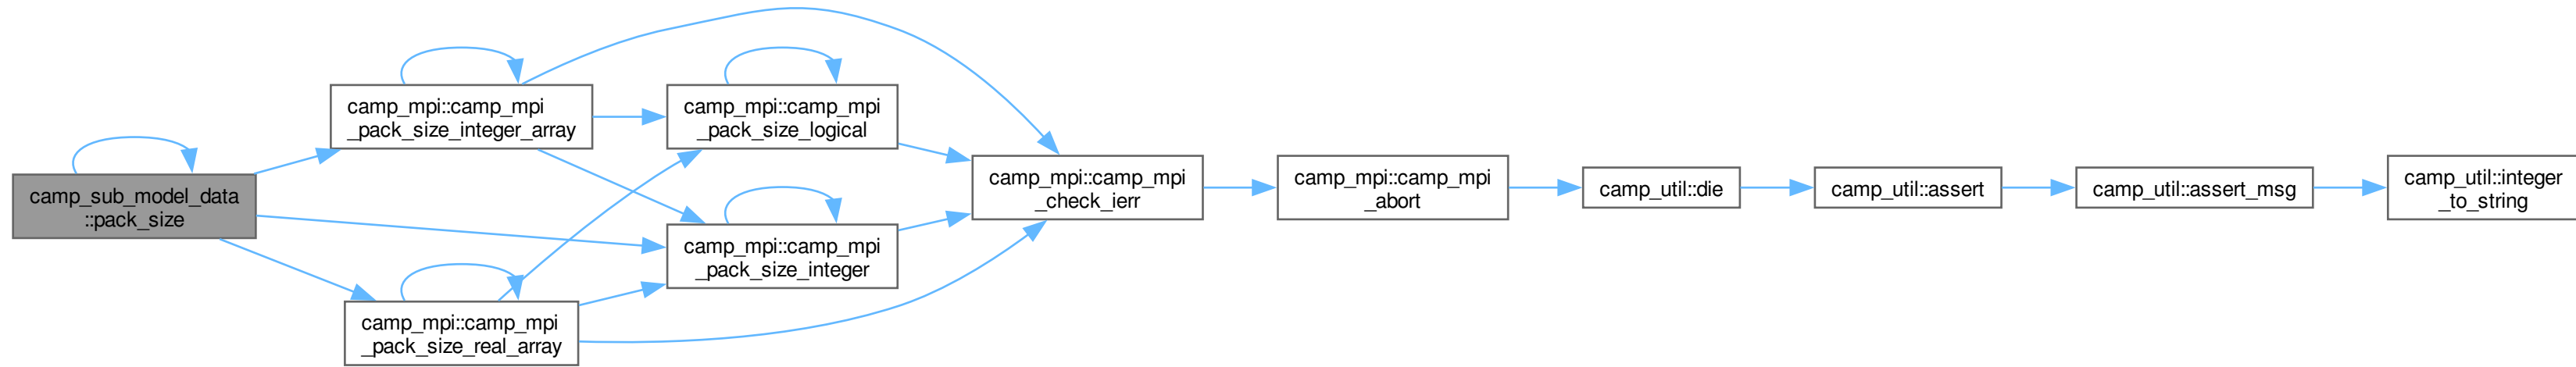 camp_sub_model_data
::pack_size
camp_mpi::camp_mpi
_pack_size_integer_array
camp_mpi::camp_mpi
_pack_size_real_array
camp_mpi::camp_mpi
_pack_size_logical
camp_mpi::camp_mpi
_pack_size_integer
camp_mpi::camp_mpi
_check_ierr
camp_mpi::camp_mpi
_abort
camp_util::die
camp_util::assert
camp_util::assert_msg
camp_util::integer
_to_string